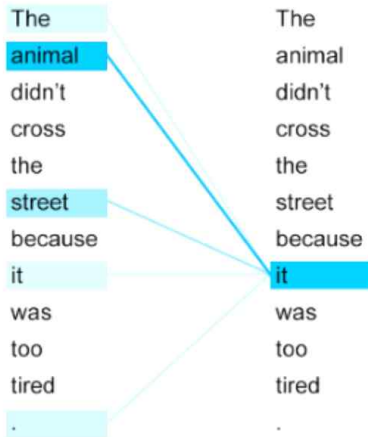 The
animal
didn't
cross
the
street
because
it
was
too
tired
.
The
animal
didn't
cross
the
street
because
it
was
too
tired
.